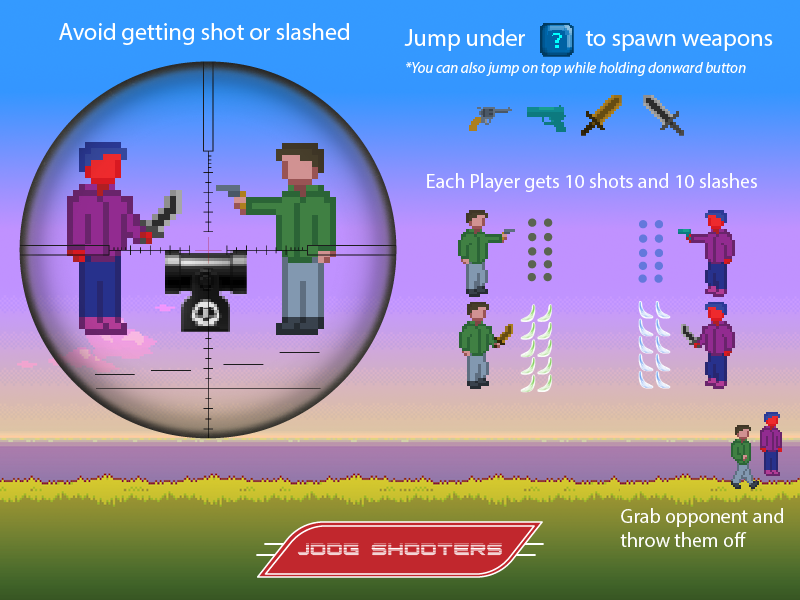 Avoid getting shot or slashed
Jump under ? to spawn weapons
*You can also jump on top while holding donward button
Each Player gets 10 shots and 10 slashes
Grab opponent and
throw them off
JOOG SHOOTERS